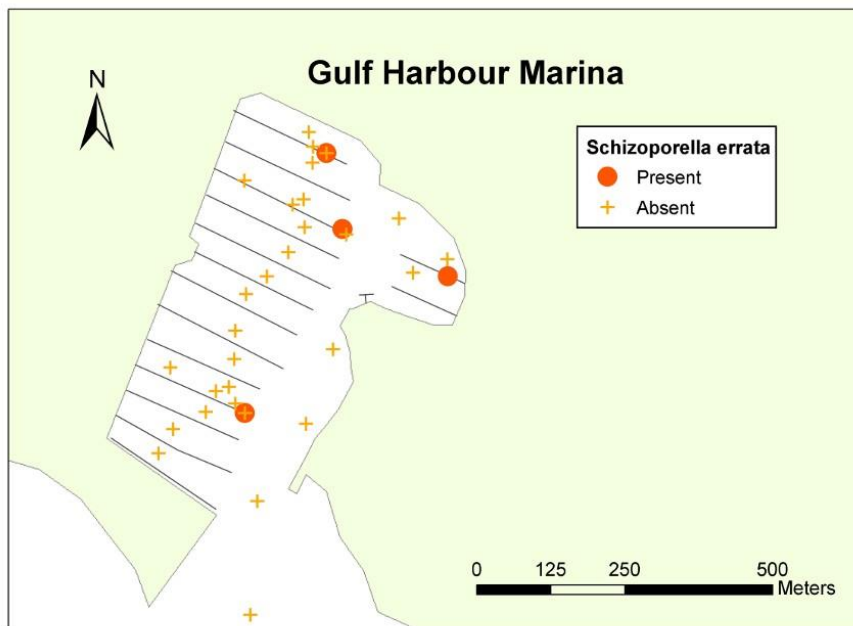 Gulf Harbour Marina
N
Schizoporella errata
Present
Absent
0 125 250 500
Meters